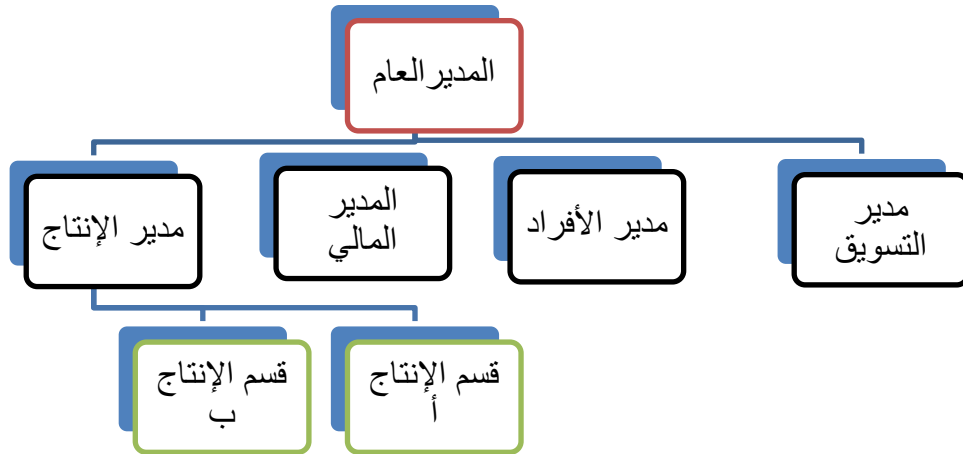 المدير العام
مدير
التسويق
مدير الأفراد
المدير
المالي
مدير الإنتاج
قسم الإنتاج
أ
قسم الإنتاج
ب